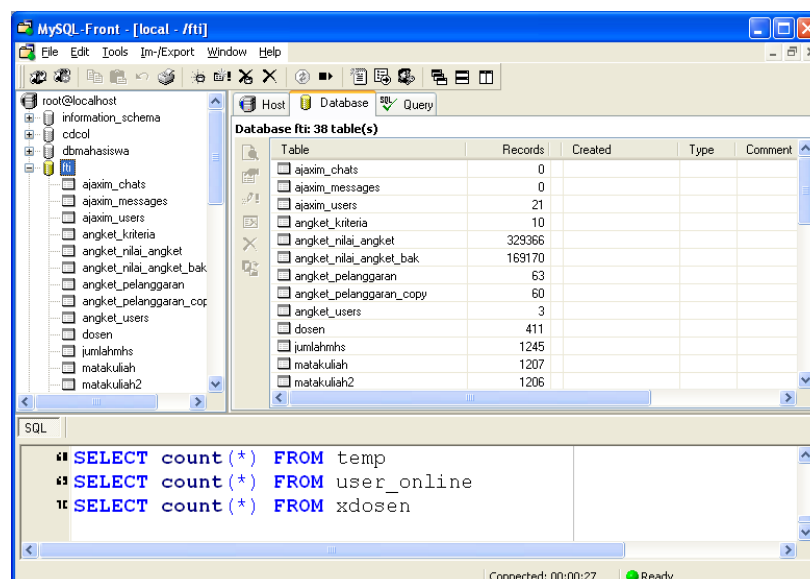 MySQL-Front - [local - /fti]
File Edit Tools Im-/Export Window Help
root@localhost
information_schema
cdcol
dbmahasiswa
fti
ajaxim_chats
ajaxim_messages
ajaxim_users
angket_kriteria
angket_nilai_angket
angket_nilai_angket_bak
angket_pelanggaran
angket_pelanggaran_cop
angket_users
dosen
jumlahmhs
matakuliah
matakuliah2
Host Database SQL Query
Database fti: 38 table(s)
Table Records Created Type Comment
ajaxim_chats 0
ajaxim_messages 0
ajaxim_users 21
angket_kriteria 10
angket_nilai_angket 329366
angket_nilai_angket_bak 169170
angket_pelanggaran 63
angket_pelanggaran_copy 60
angket_users 3
dosen 411
jumlahmhs 1245
matakuliah 1207
matakuliah2 1206
SQL
SELECT count(*) FROM temp
SELECT count(*) FROM user_online
SELECT count(*) FROM xdosen
Connected: 00:00:27 Ready